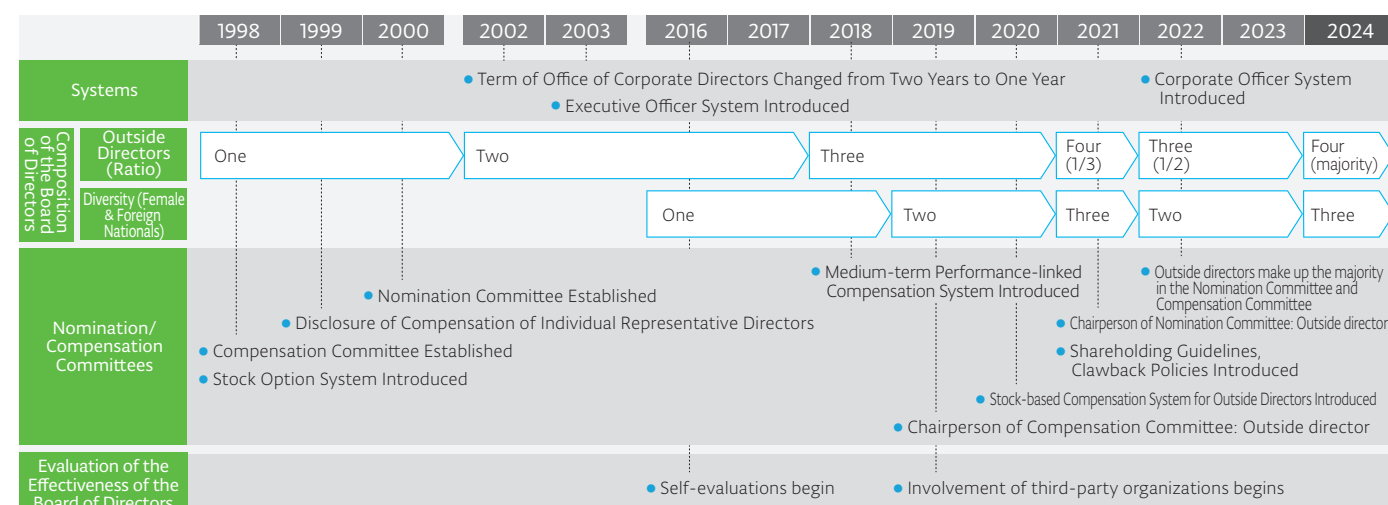 1998 1999 2000 2002 2003 2016 2017 2018 2019 2020 2021 2022 2023 2024
Systems
Term of Office of Corporate Directors Changed from Two Years to One Year
Executive Officer System Introduced
Corporate Officer System
Introduced
Composition
of the Board
of Directors
Outside
Directors
(Ratio)
One
Two
Three
Four
(1/3)
Three
(1/2)
Four
(majority)
Diversity (Female
& Foreign
Nationals)
One
Two
Three
Two
Three
Nomination/
Compensation
Committees
Nomination Committee Established
Disclosure of Compensation of Individual Representative Directors
Compensation Committee Established
Stock Option System Introduced
Medium-term Performance-linked
Compensation System Introduced
Outside directors make up the majority
in the Nomination Committee and
Compensation Committee
Chairperson of Nomination Committee: Outside director
Shareholding Guidelines,
Clawback Policies Introduced
Stock-based Compensation System for Outside Directors Introduced
Chairperson of Compensation Committee: Outside director
Evaluation of the
Effectiveness of the
Board of Directors
Self-evaluations begin
Involvement of third-party organizations begins